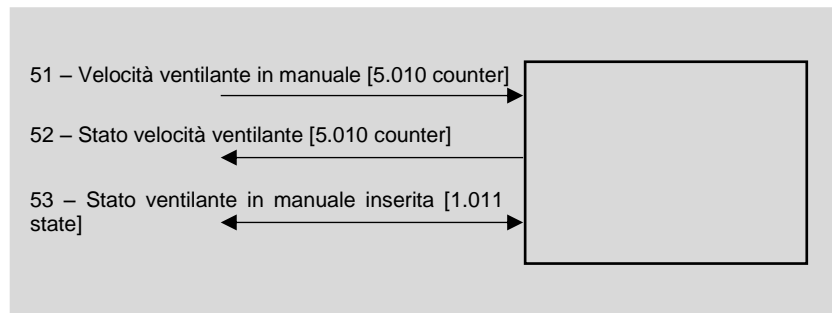 51 – Velocità ventilante in manuale [5.010 counter]
52 – Stato velocità ventilante [5.010 counter]
53 – Stato ventilante in manuale inserita [1.011
state]